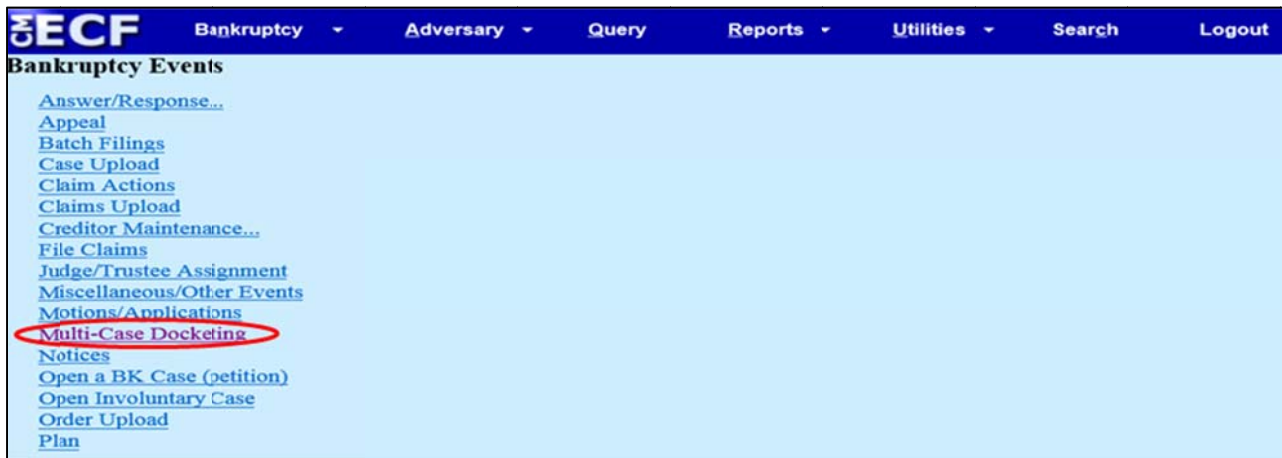 CM ECF Bankruptcy Adversary Query Reports Utilities Search Logout
Bankruptcy Events
Answer/Response...
Appeal
Batch Filings
Case Upload
Claim Actions
Claims Upload
Creditor Maintenance...
File Claims
Judge/Trustee Assignment
Miscellaneous/Other Events
Motions/Applications
Multi-Case Docketing
Notices
Open a BK Case (petition)
Open Involuntary Case
Order Upload
Plan